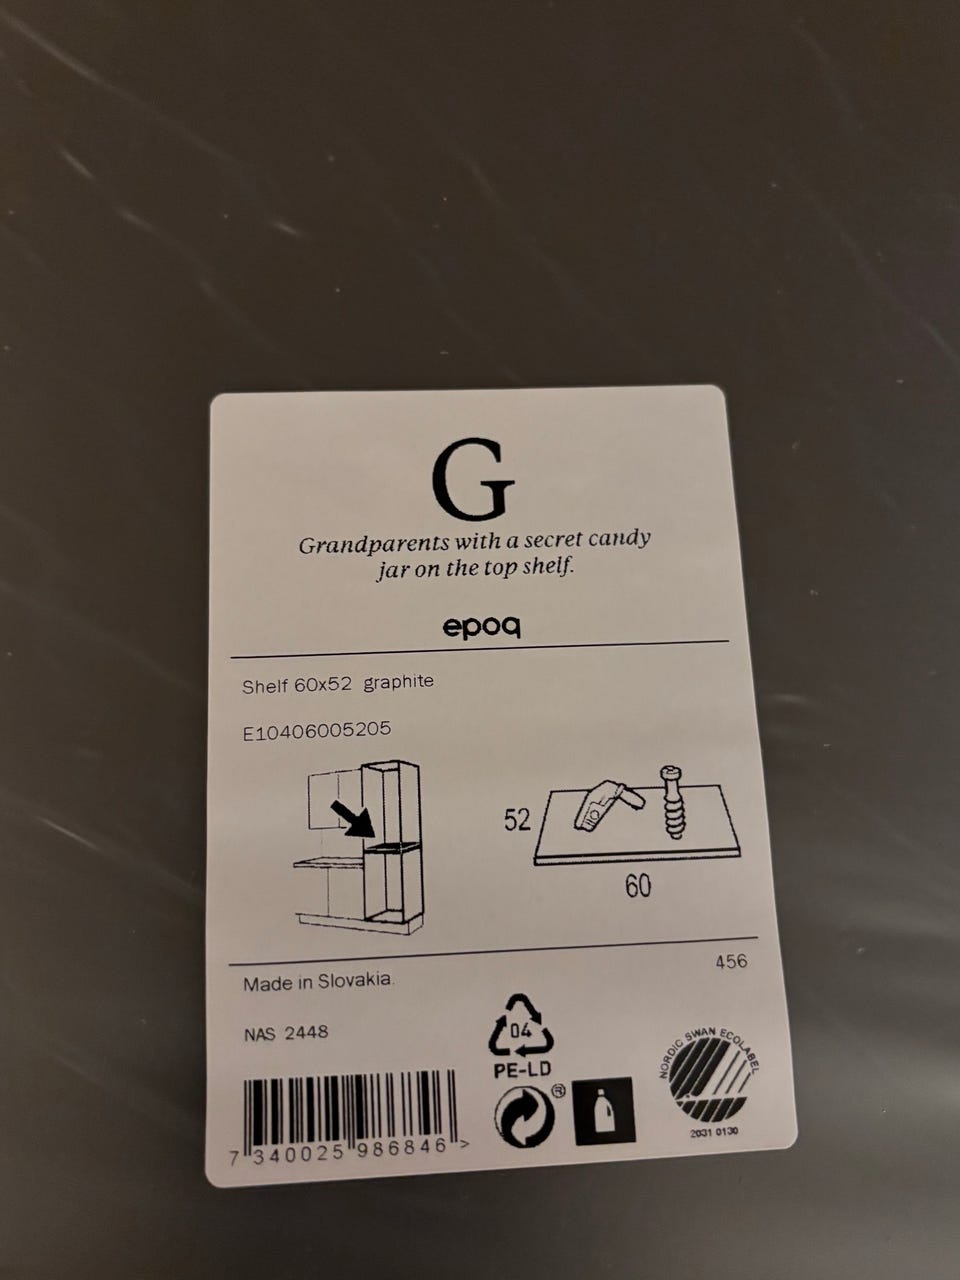 G
Grandparents with a secret candy
jar on the top shelf.
epoq
Shelf 60x52 graphite
E10406005205
52
60
456
Made in Slovakia.
NAS 2448
04
PE-LD
®
NORDIC SWAN ECOLABEL
2031 0130
7 340025 986846 >